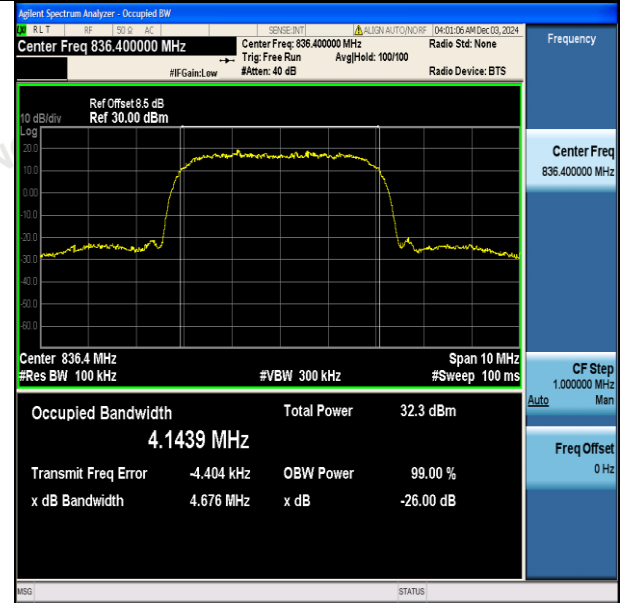 Agilent Spectrum Analyzer - Occupied BW
RLT RF 50 Ω AC SENSE:INT ALIGN AUTO/NO RF 04:01:06 AM Dec 03, 2024
Center Freq 836.400000 MHz
Center Freq: 836.400000 MHz Radio Std: None
Trig: Free Run Avg|Hold: 100/100
#IFGain:Low #Atten: 40 dB Radio Device: BTS
Frequency
Ref Offset 8.5 dB
10 dB/div Ref 30.00 dBm
Log
20.0
10.0
0.00
-10.0
-20.0
-30.0
-40.0
-50.0
-60.0
Center 836.4 MHz Span 10 MHz
#Res BW 100 kHz #VBW 300 kHz #Sweep 100 ms
Center Freq
836.400000 MHz
CF Step
1.000000 MHz
Auto Man
Freq Offset
0 Hz
Occupied Bandwidth Total Power 32.3 dBm
4.1439 MHz
Transmit Freq Error -4.404 kHz OBW Power 99.00 %
x dB Bandwidth 4.676 MHz x dB -26.00 dB
MSG STATUS